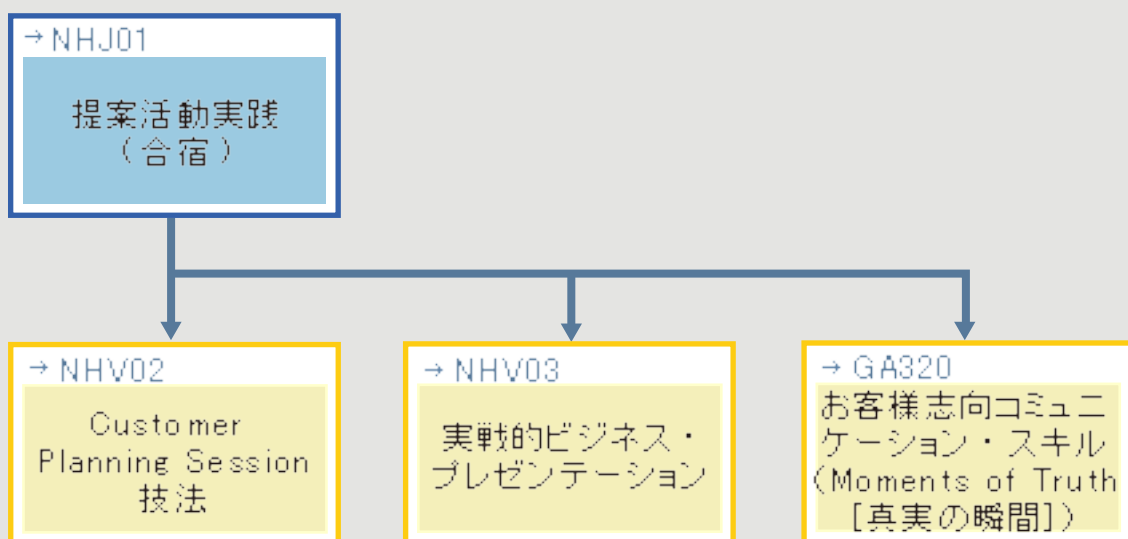 →NHJ01
提案活動実践
(合宿)
→NHV02
Customer
Planning Session
技法
→NHV03
実戦的ビジネス・
プレゼンテーション
→GA320
お客様志向コミュニ
ケーション・スキル
(Moments of Truth
[真実の瞬間])